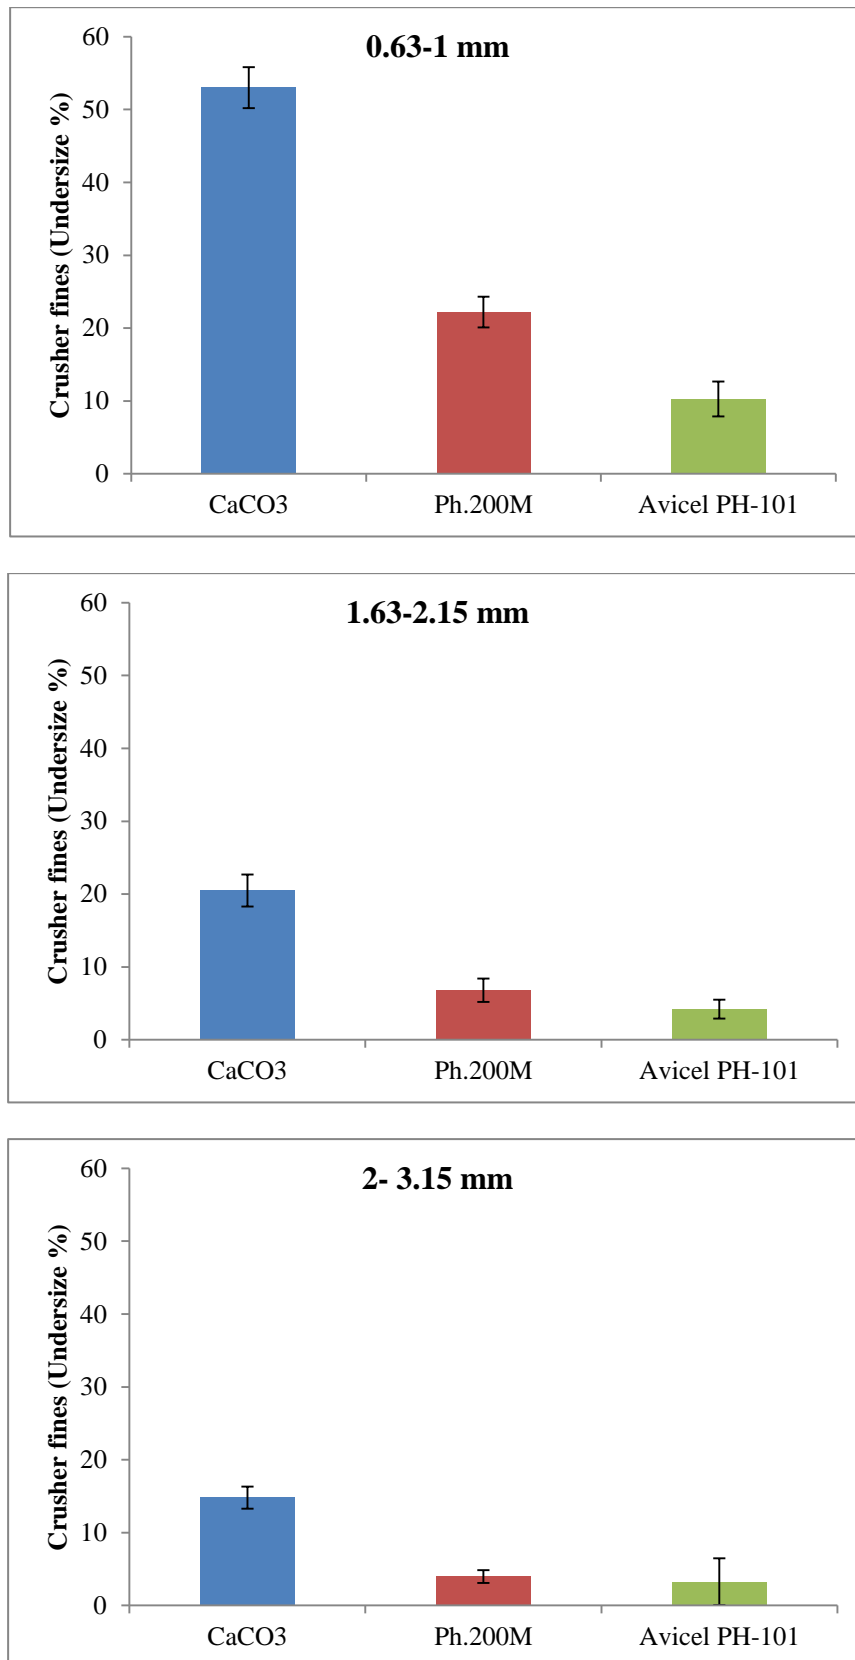 0.63-1 mm
Crusher fines (Undersize %)
60
50
40
30
20
10
0
CaCO3 Ph.200M Avicel PH-101
1.63-2.15 mm
Crusher fines (Undersize %)
60
50
40
30
20
10
0
CaCO3 Ph.200M Avicel PH-101
2- 3.15 mm
Crusher fines (Undersize %)
60
50
40
30
20
10
0
CaCO3 Ph.200M Avicel PH-101